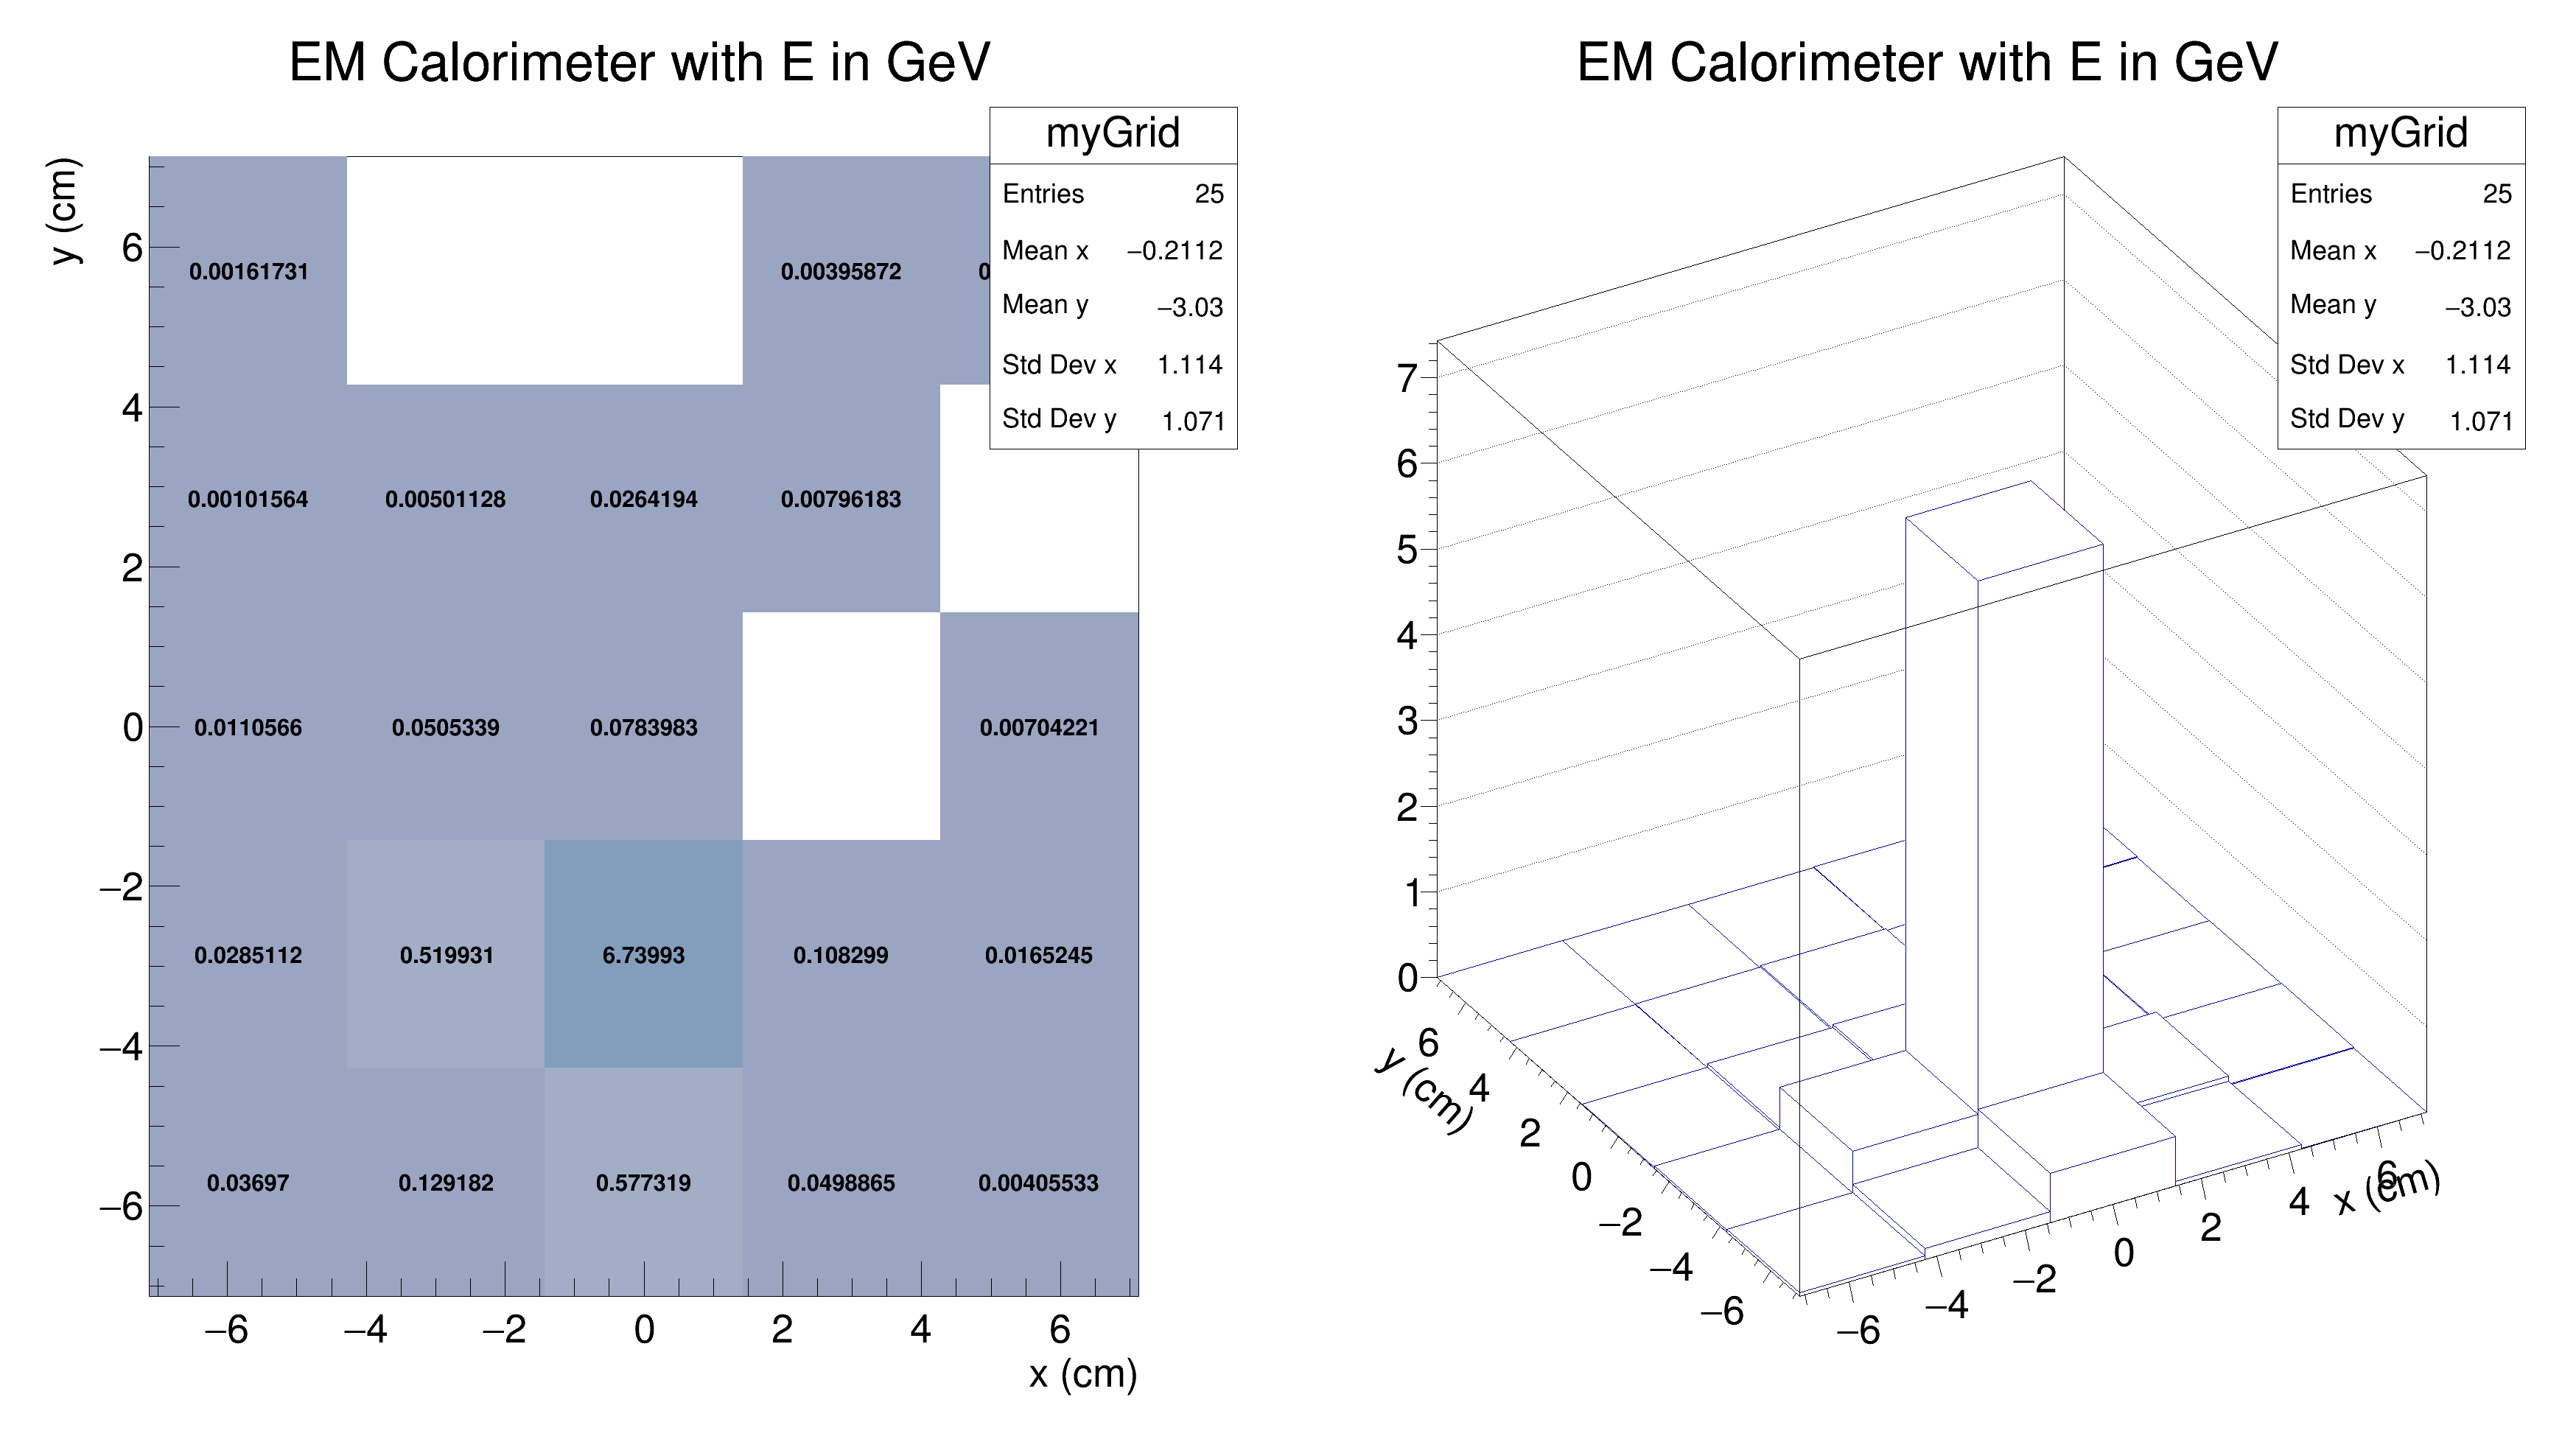 EM Calorimeter with E in GeV
myGrid
Entries 25
Mean x −0.2112
Mean y −3.03
Std Dev x 1.114
Std Dev y 1.071
y (cm)
6
4
2
0
−2
−4
−6
0.00161731 0.00395872
0.00101564 0.00501128 0.0264194 0.00796183
0.0110566 0.0505339 0.0783983 0.00704221
0.0285112 0.519931 6.73993 0.108299 0.0165245
0.03697 0.129182 0.577319 0.0498865 0.00405533
−6 −4 −2 0 2 4 6
x (cm)
EM Calorimeter with E in GeV
myGrid
Entries 25
Mean x −0.2112
Mean y −3.03
Std Dev x 1.114
Std Dev y 1.071
7
6
5
4
3
2
1
0
y (cm)
6
4
2
0
−2
−4
−6
−6 −4 −2 0 2 4 6
x (cm)